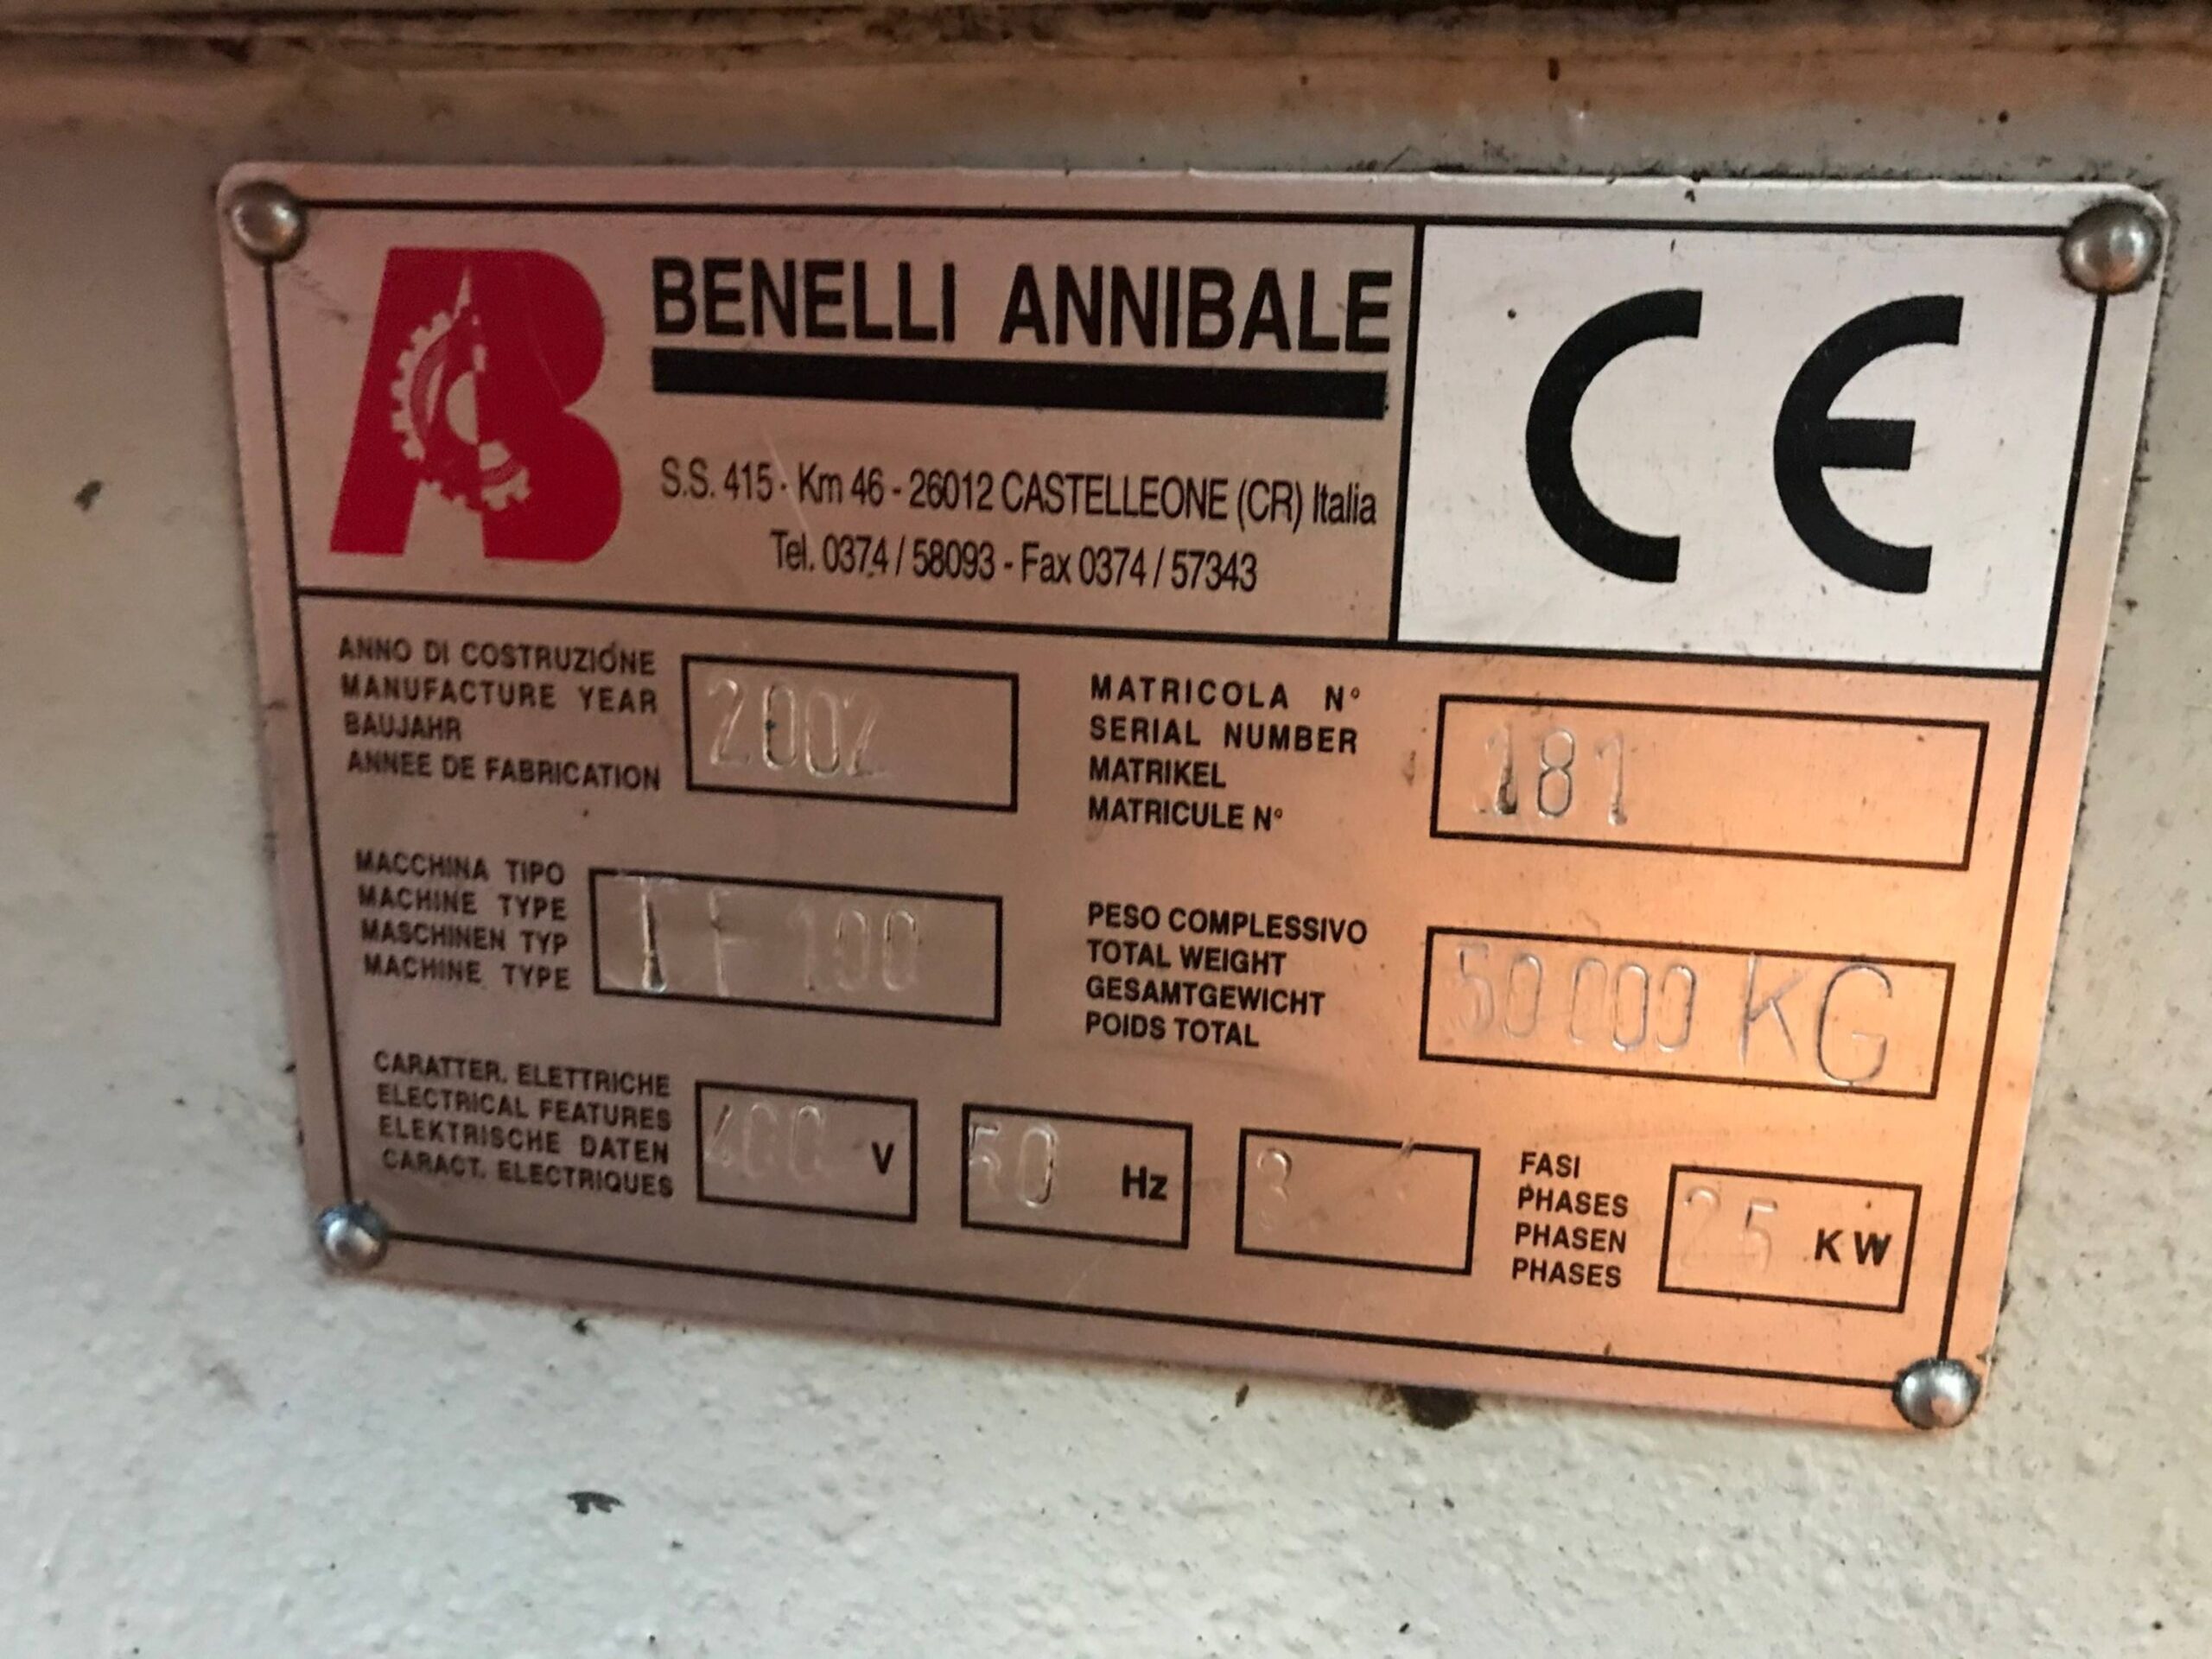 AB
BENELLI ANNIBALE
S.S. 415 - Km 46 - 26012 CASTELLEONE (CR) Italia
Tel. 0374 / 58093 - Fax 0374 / 57343
CE
ANNO DI COSTRUZIONE
MANUFACTURE YEAR
BAUJAHR
ANNEE DE FABRICATION
2002
MATRICOLA N°
SERIAL NUMBER
MATRIKEL
MATRICULE N°
181
MACCHINA TIPO
MACHINE TYPE
MASCHINEN TYP
MACHINE TYPE
TF 100
PESO COMPLESSIVO
TOTAL WEIGHT
GESAMTGEWICHT
POIDS TOTAL
50000 KG
CARATTER. ELETTRICHE
ELECTRICAL FEATURES
ELEKTRISCHE DATEN
CARACT. ELECTRIQUES
400 V
50 Hz
3
FASI
PHASES
PHASEN
PHASES
25 KW